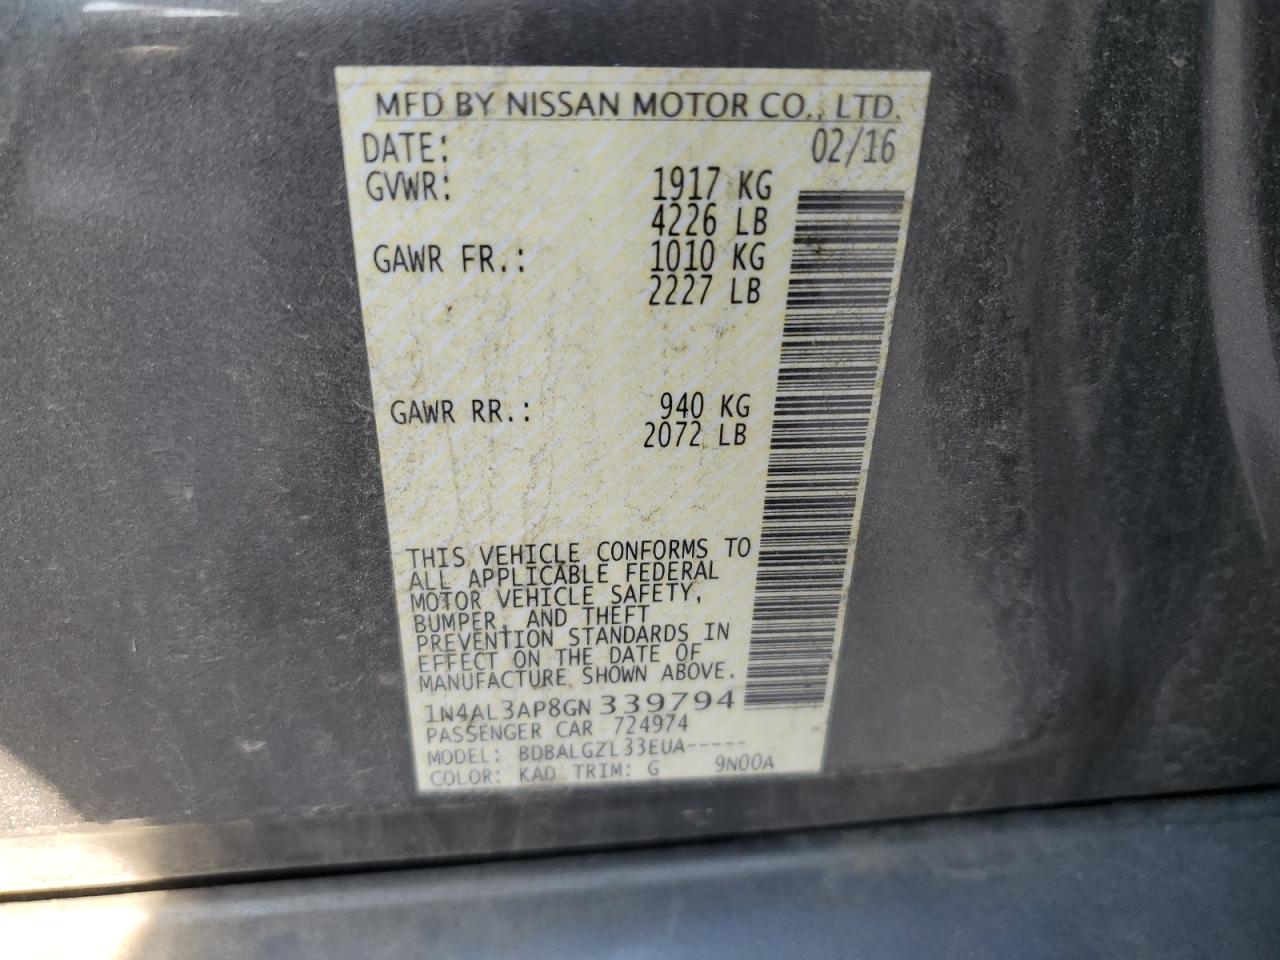 MFD BY NISSAN MOTOR CO., LTD.
DATE: 02/16
GVWR: 1917 KG
4226 LB
GAWR FR.: 1010 KG
2227 LB
GAWR RR.: 940 KG
2072 LB
THIS VEHICLE CONFORMS TO
ALL APPLICABLE FEDERAL
MOTOR VEHICLE SAFETY,
BUMPER, AND THEFT
PREVENTION STANDARDS IN
EFFECT ON THE DATE OF
MANUFACTURE SHOWN ABOVE.
1N4AL3AP8GN 339794
PASSENGER CAR 724974
MODEL: BDBALGZL33EUA-----
COLOR: KAD TRIM: G 9N00A